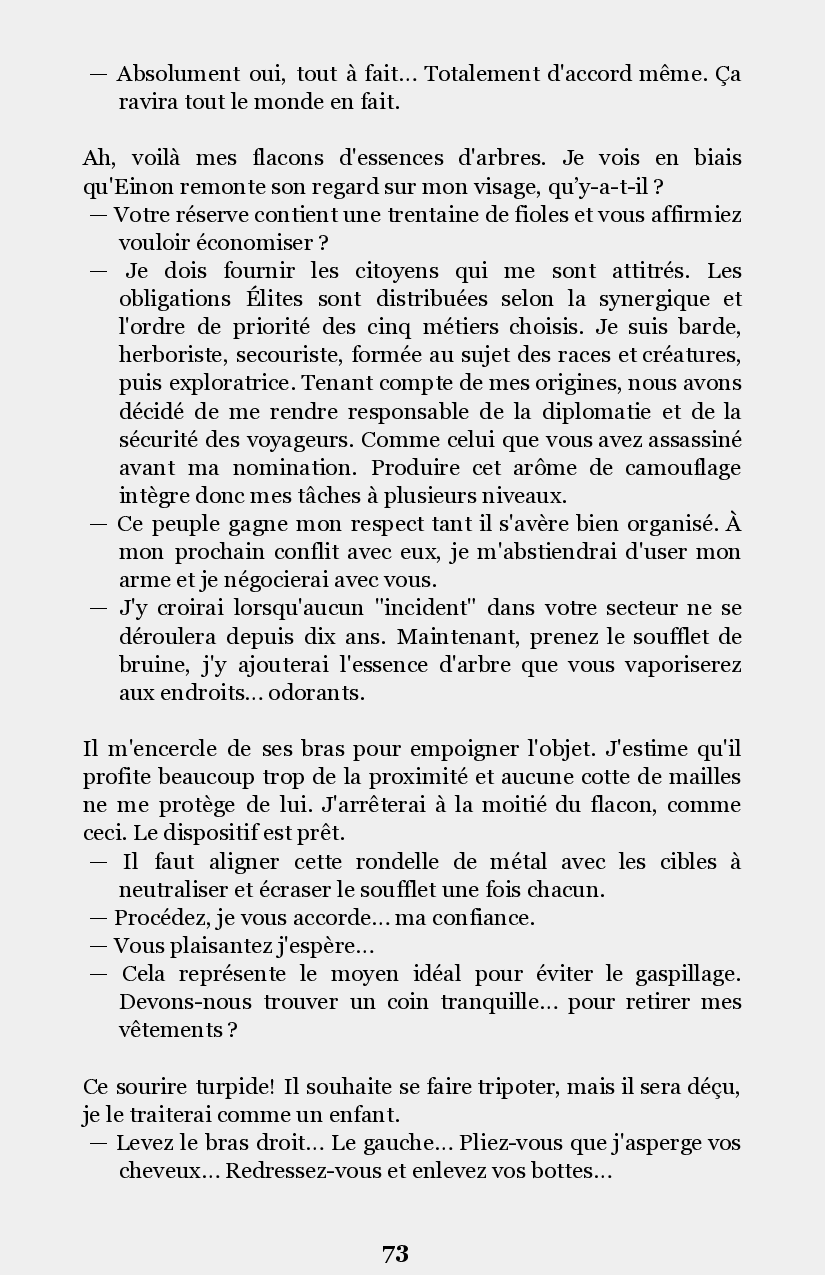 — Absolument oui, tout à fait... Totalement d'accord même. Ça
ravira tout le monde en fait.
Ah, voilà mes flacons d'essences d'arbres. Je vois en biais
qu'Einon remonte son regard sur mon visage, qu’y-a-t-il ?
— Votre réserve contient une trentaine de fioles et vous affirmiez
vouloir économiser ?
— Je dois fournir les citoyens qui me sont attitrés. Les
obligations Élites sont distribuées selon la synergique et
l'ordre de priorité des cinq métiers choisis. Je suis barde,
herboriste, secouriste, formée au sujet des races et créatures,
puis exploratrice. Tenant compte de mes origines, nous avons
décidé de me rendre responsable de la diplomatie et de la
sécurité des voyageurs. Comme celui que vous avez assassiné
avant ma nomination. Produire cet arôme de camouflage
intègre donc mes tâches à plusieurs niveaux.
— Ce peuple gagne mon respect tant il s'avère bien organisé. À
mon prochain conflit avec eux, je m'abstiendrai d'user mon
arme et je négocierai avec vous.
— J'y croirai lorsqu'aucun "incident" dans votre secteur ne se
déroulera depuis dix ans. Maintenant, prenez le soufflet de
bruine, j'y ajouterai l'essence d'arbre que vous vaporiserez
aux endroits... odorants.
Il m'encercle de ses bras pour empoigner l'objet. J'estime qu'il
profite beaucoup trop de la proximité et aucune cotte de mailles
ne me protège de lui. J'arrêterai à la moitié du flacon, comme
ceci. Le dispositif est prêt.
— Il faut aligner cette rondelle de métal avec les cibles à
neutraliser et écraser le soufflet une fois chacun.
— Procédez, je vous accorde... ma confiance.
— Vous plaisantez j'espère...
— Cela représente le moyen idéal pour éviter le gaspillage.
Devons-nous trouver un coin tranquille... pour retirer mes
vêtements ?
Ce sourire turpide! Il souhaite se faire tripoter, mais il sera déçu,
je le traiterai comme un enfant.
— Levez le bras droit... Le gauche... Pliez-vous que j'asperge vos
cheveux... Redressez-vous et enlevez vos bottes...
73